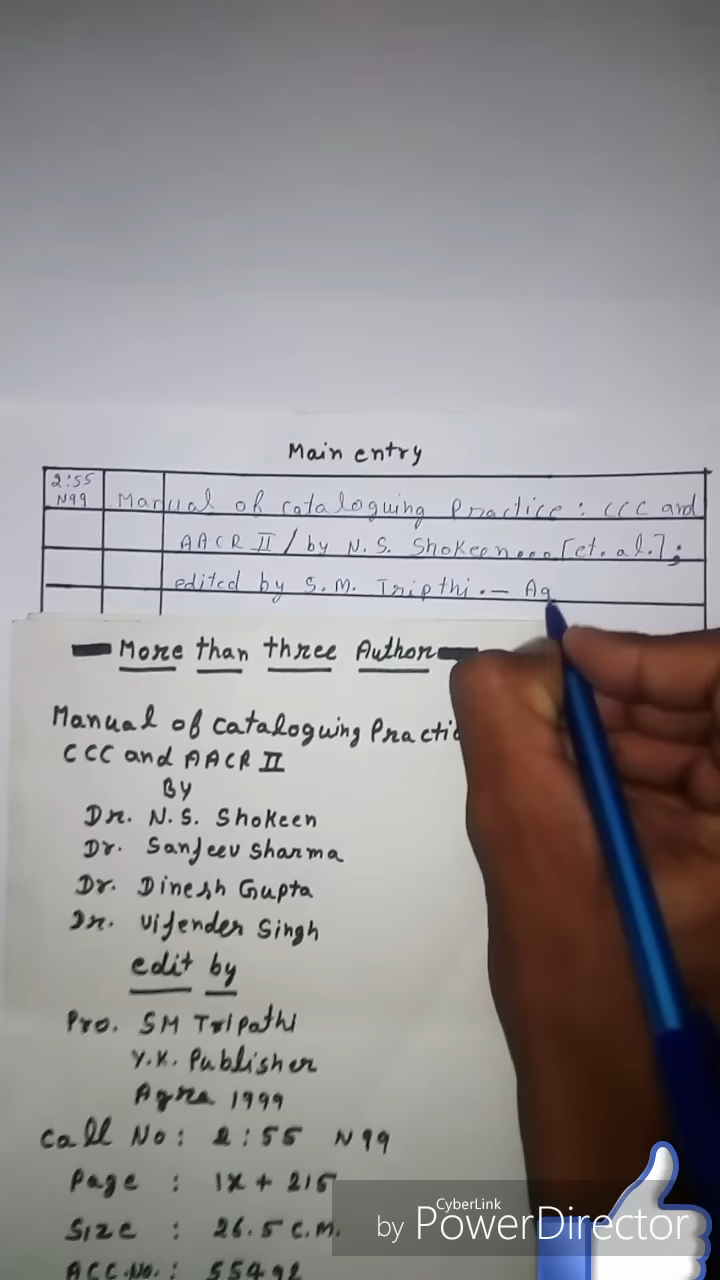 Main entry
2:55
N99 Manual of cataloguing Practice : CCC and
AACR II / by N. S. Shokeen... [et. al.];
edited by S. M. Tripthi. — Ag
More than three Author
Manual of Cataloguing Practic
CCC and AACR II
By
Dr. N. S. Shokeen
Dr. Sanjeev Sharma
Dr. Dinesh Gupta
Dr. Vijender Singh
edit by
Pro. SM Tripathi
Y.K. Publisher
Agra 1999
Call No : 2:55 N99
Page : IX + 215
Size : 26.5 C.M.
ACC.No. : 55492
CyberLink
by PowerDirector